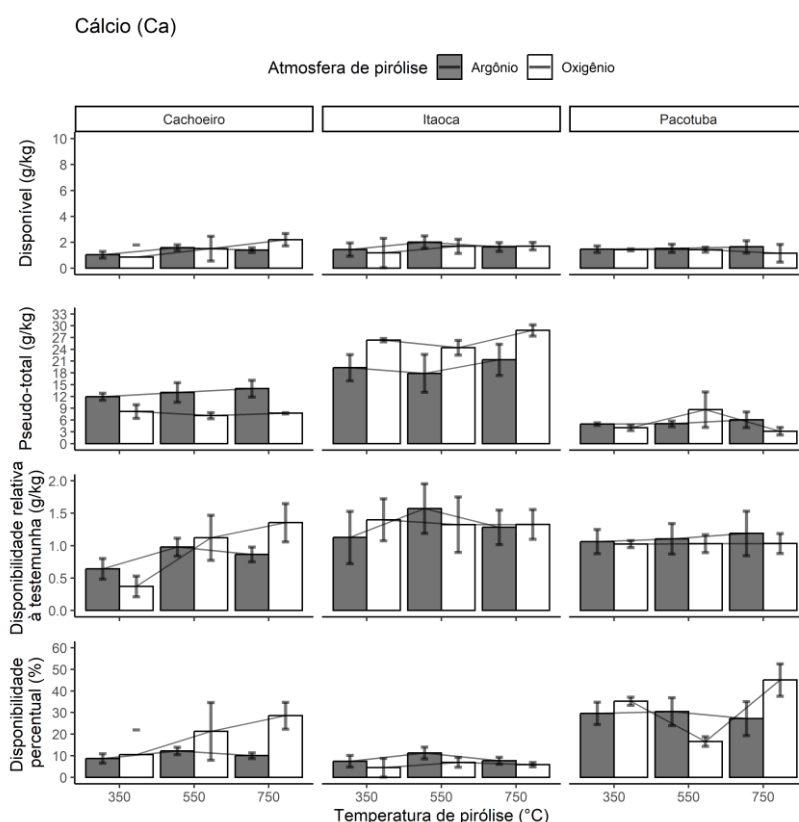 Cálcio (Ca)
Atmosfera de pirólise Argônio Oxigênio
Cachoeiro Itaoca Pacotuba
Disponível (g/kg)
10
8
6
4
2
0
Pseudo-total (g/kg)
33
30
27
24
21
18
15
12
9
6
3
0
Disponibilidade relativa
à testemunha (g/kg)
2.0
1.5
1.0
0.5
0.0
Disponibilidade
percentual (%)
60
50
40
30
20
10
0
350 550 750 350 550 750 350 550 750
Temperatura de pirólise (°C)